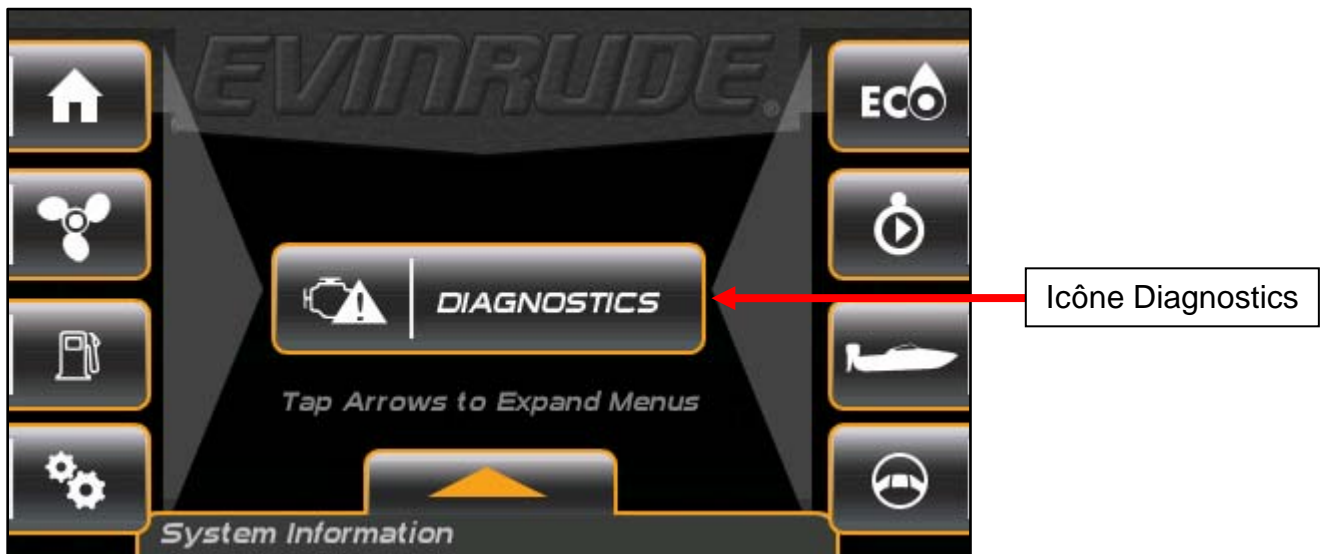 EVINRUDE®
ECO
DIAGNOSTICS
Icône Diagnostics
Tap Arrows to Expand Menus
System Information